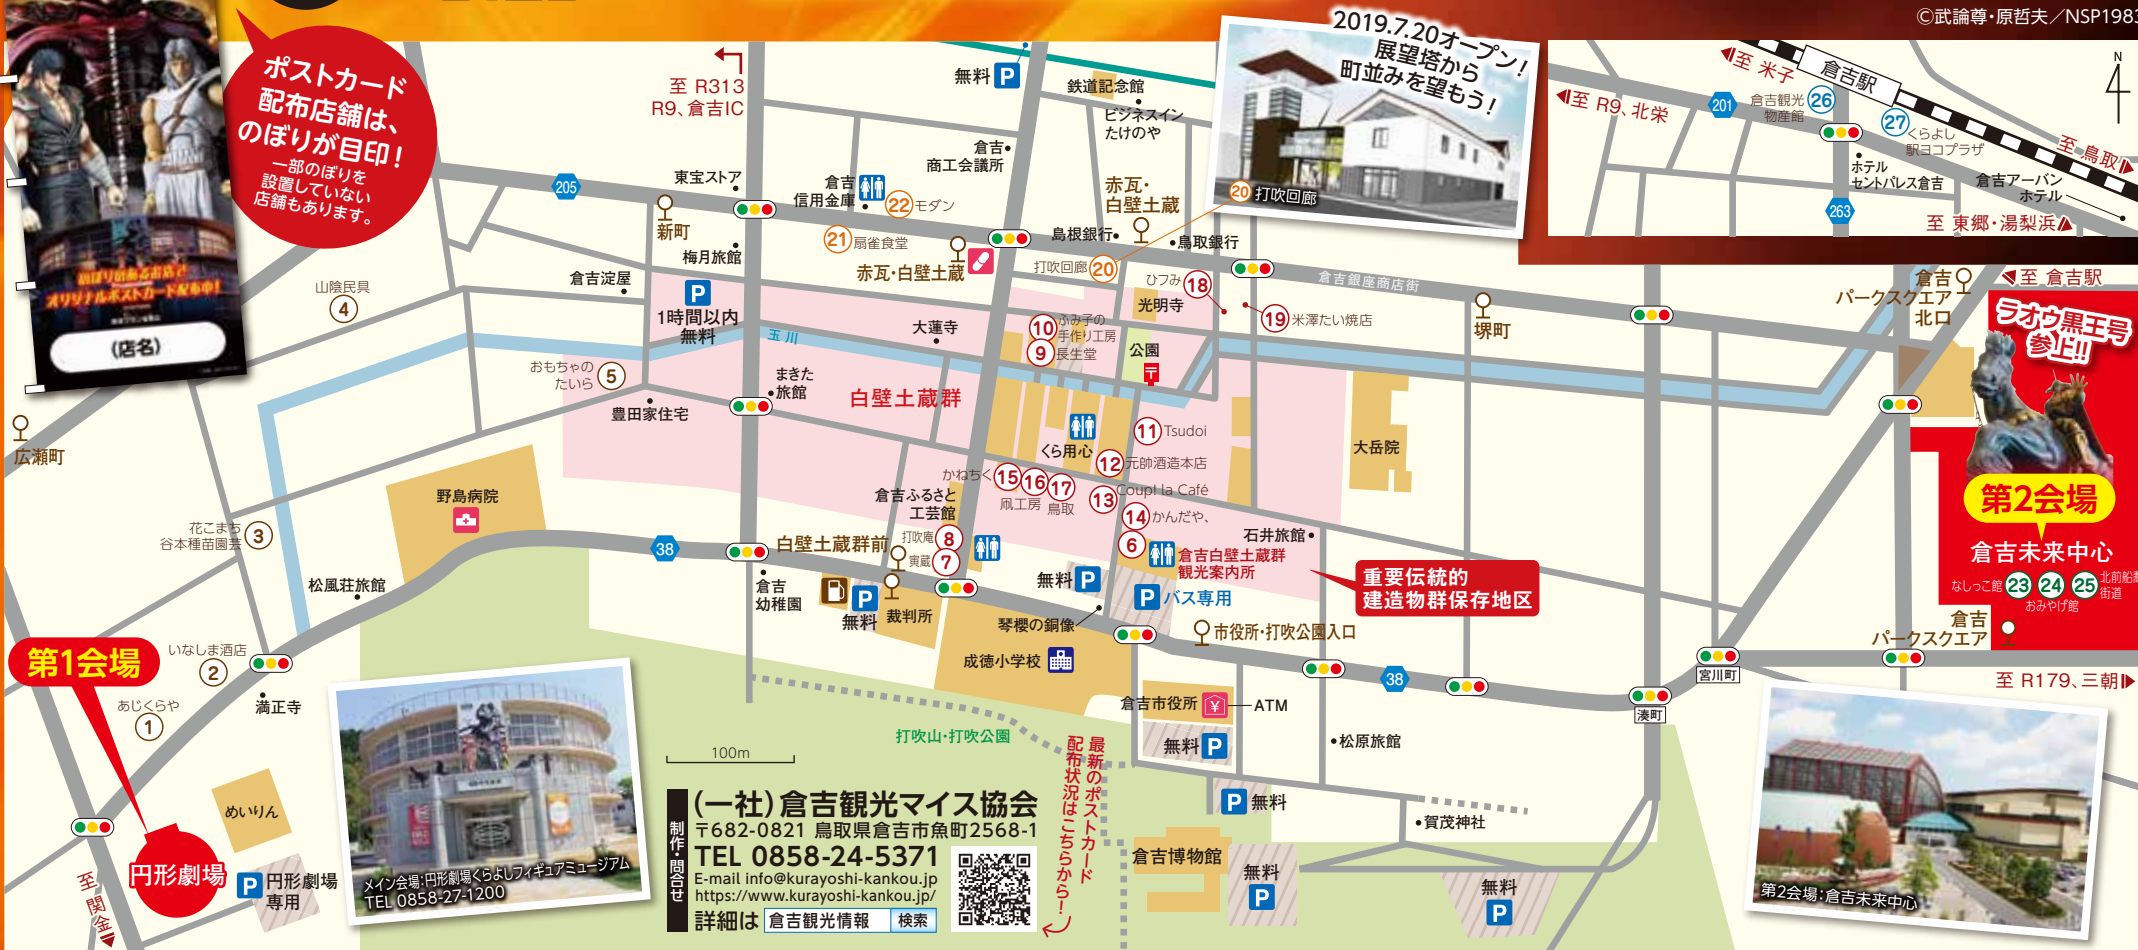 ©武論尊・原哲夫／NSP1983
ポストカード
配布店舗は、
のぼりが目印！
一部のぼりを
設置していない
店舗もあります。
オリジナルポストカード配布中！
（店名）
至 R313
R9、倉吉IC
無料 P
鉄道記念館
ビジネスイン
たけのや
倉吉
商工会議所
2019.7.20オープン！
展望塔から
町並みを望もう！
20 打吹回廊
至 米子
倉吉駅
至 R9、北栄
201
倉吉観光
物産館
26
27
くらよし
駅ヨコプラザ
至 鳥取
ホテル
セントパレス倉吉
倉吉アーバン
ホテル
263
至 東郷・湯梨浜
N
205
東宝ストア
倉吉
信用金庫
22 モダン
赤瓦・
白壁土蔵
新町
21 扇雀食堂
島根銀行
鳥取銀行
梅月旅館
赤瓦・白壁土蔵
打吹回廊 20
倉吉銀座商店街
倉吉淀屋
P
1時間以内
無料
ひつみ 18
光明寺
19 米澤たい焼店
堺町
倉吉
パークスクエア
北口
至 倉吉駅
山陰民具
4
玉川
大蓮寺
10 ふみ子の
手作り工房
9 長生堂
公園
〒
ラオウ黒王号
参上!!
おもちゃの
たいら
5
まきた
旅館
豊田家住宅
白壁土蔵群
くら用心
11 Tsudoi
12 元帥酒造本店
大岳院
広瀬町
野島病院
かねちく 15
16
17
凧工房
鳥取
13 Coupl la Café
14 かんだや、
倉吉ふるさと
工芸館
第2会場
倉吉未来中心
なしっこ館 23
24
25
おみやげ館
街道
花こまち
谷本種苗園芸
3
38
白壁土蔵群前
打吹庵 8
寅蔵 7
6
倉吉白壁土蔵群
観光案内所
石井旅館
重要伝統的
建造物群保存地区
松風荘旅館
倉吉
幼稚園
P
無料
裁判所
無料 P
P バス専用
琴櫻の銅像
市役所・打吹公園入口
倉吉
パークスクエア
第1会場
いなしま酒店
2
満正寺
成徳小学校
38
宮川町
至 R179、三朝
あじくらや
1
倉吉市役所
¥
ATM
湊町
打吹山・打吹公園
無料 P
松原旅館
100m
最新のポストカード
配布状況はこちらから！
めいりん
円形劇場
P 円形劇場
専用
至 関金
メイン会場：円形劇場くらよしフィギュアミュージアム
TEL 0858-27-1200
制作・問合せ
（一社）倉吉観光マイス協会
〒682-0821 鳥取県倉吉市魚町2568-1
TEL 0858-24-5371
E-mail info@kurayoshi-kankou.jp
https://www.kurayoshi-kankou.jp/
詳細は 倉吉観光情報 検索
P 無料
賀茂神社
倉吉博物館
無料
P
無料
P
第2会場：倉吉未来中心